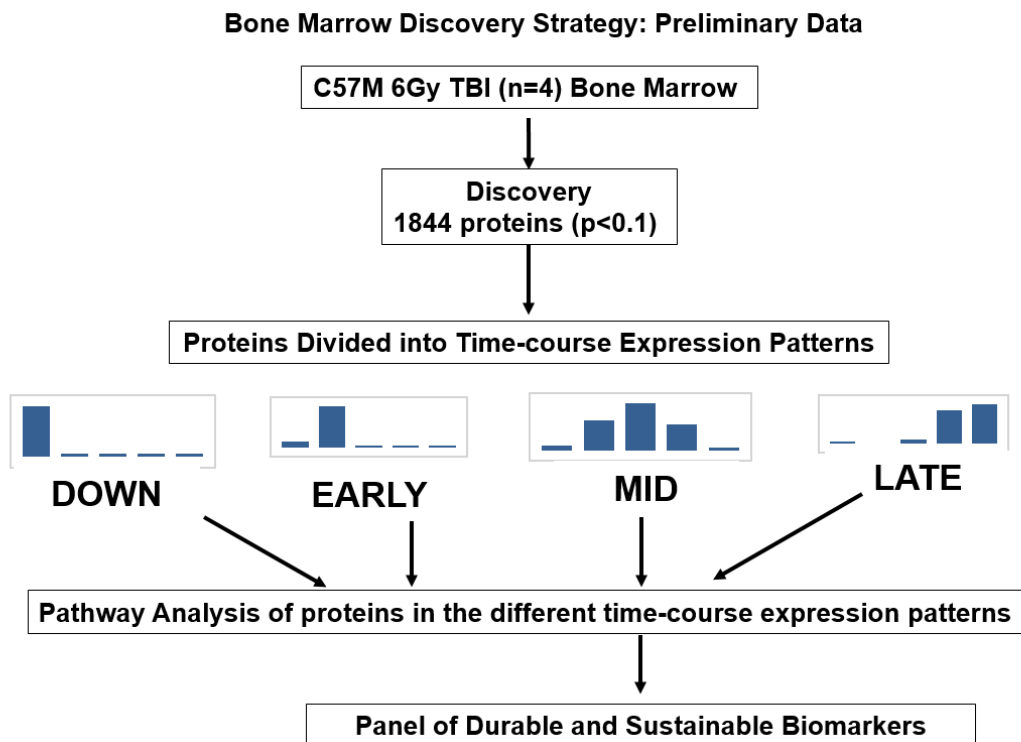 Bone Marrow Discovery Strategy: Preliminary Data
C57M 6Gy TBI (n=4) Bone Marrow
Discovery
1844 proteins (p<0.1)
Proteins Divided into Time-course Expression Patterns
DOWN
EARLY
MID
LATE
Pathway Analysis of proteins in the different time-course expression patterns
Panel of Durable and Sustainable Biomarkers